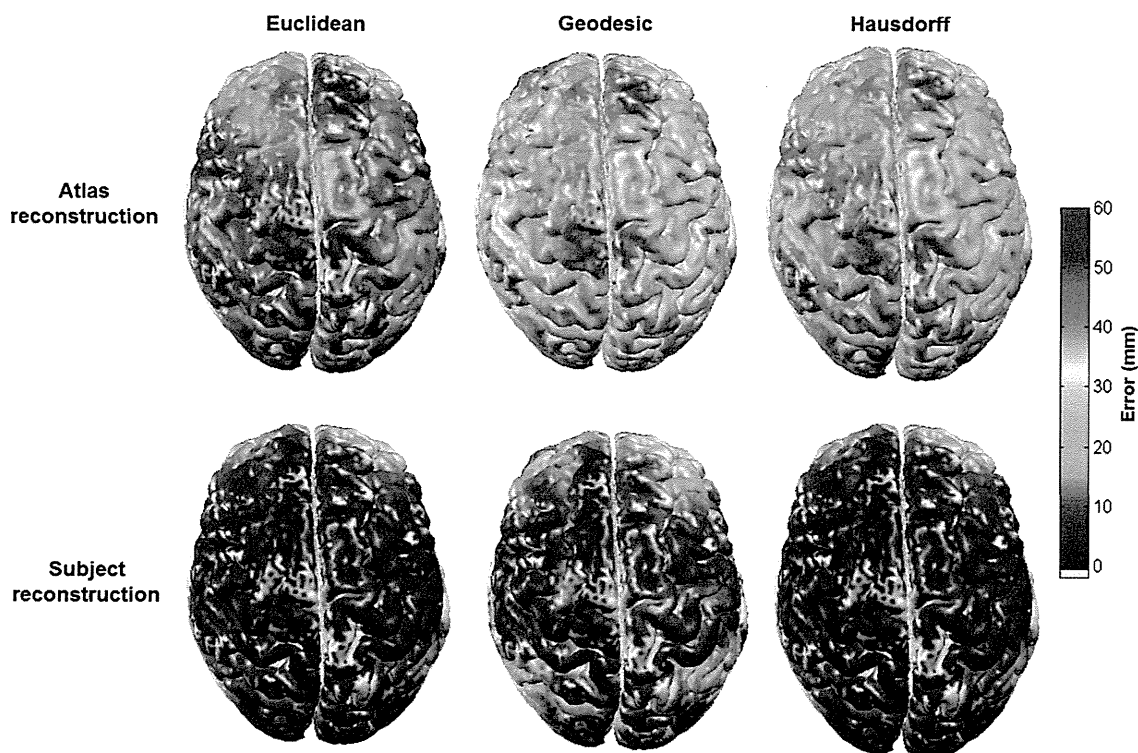 Euclidean
Geodesic
Hausdorff
Atlas
reconstruction
Subject
reconstruction
60
50
40
30
20
10
0
Error (mm)